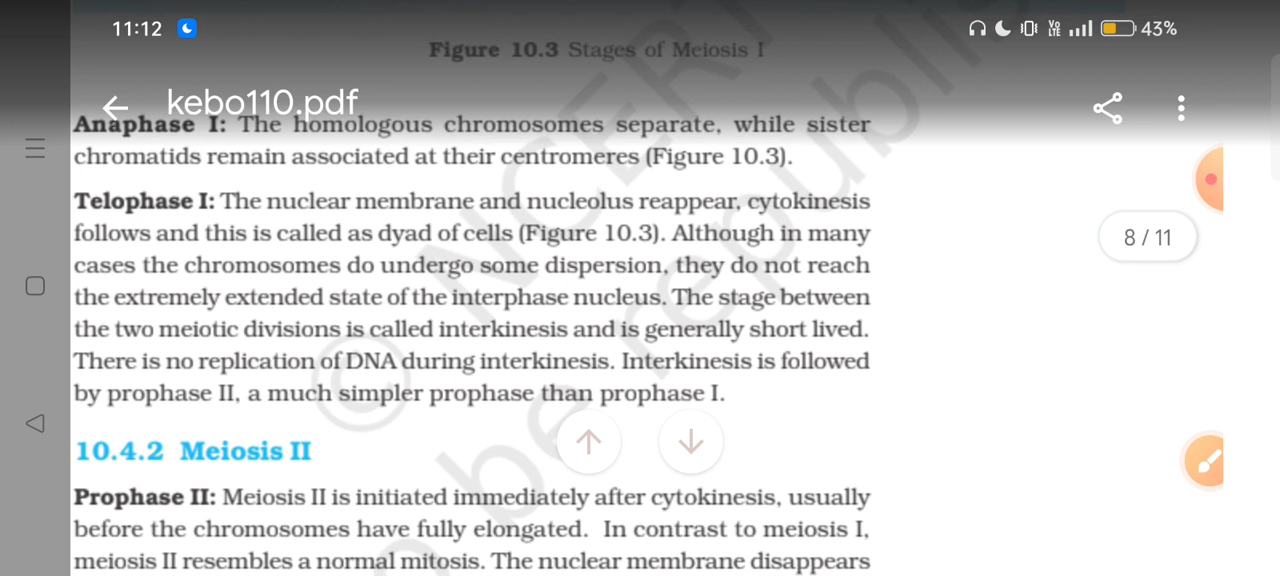 11:12
Vo LTE 43%
Figure 10.3 Stages of Meiosis I
kebo110.pdf
Anaphase I: The homologous chromosomes separate, while sister
chromatids remain associated at their centromeres (Figure 10.3).
8 / 11
Telophase I: The nuclear membrane and nucleolus reappear, cytokinesis
follows and this is called as dyad of cells (Figure 10.3). Although in many
cases the chromosomes do undergo some dispersion, they do not reach
the extremely extended state of the interphase nucleus. The stage between
the two meiotic divisions is called interkinesis and is generally short lived.
There is no replication of DNA during interkinesis. Interkinesis is followed
by prophase II, a much simpler prophase than prophase I.
10.4.2 Meiosis II
Prophase II: Meiosis II is initiated immediately after cytokinesis, usually
before the chromosomes have fully elongated. In contrast to meiosis I,
meiosis II resembles a normal mitosis. The nuclear membrane disappears
© NCERT
be republis